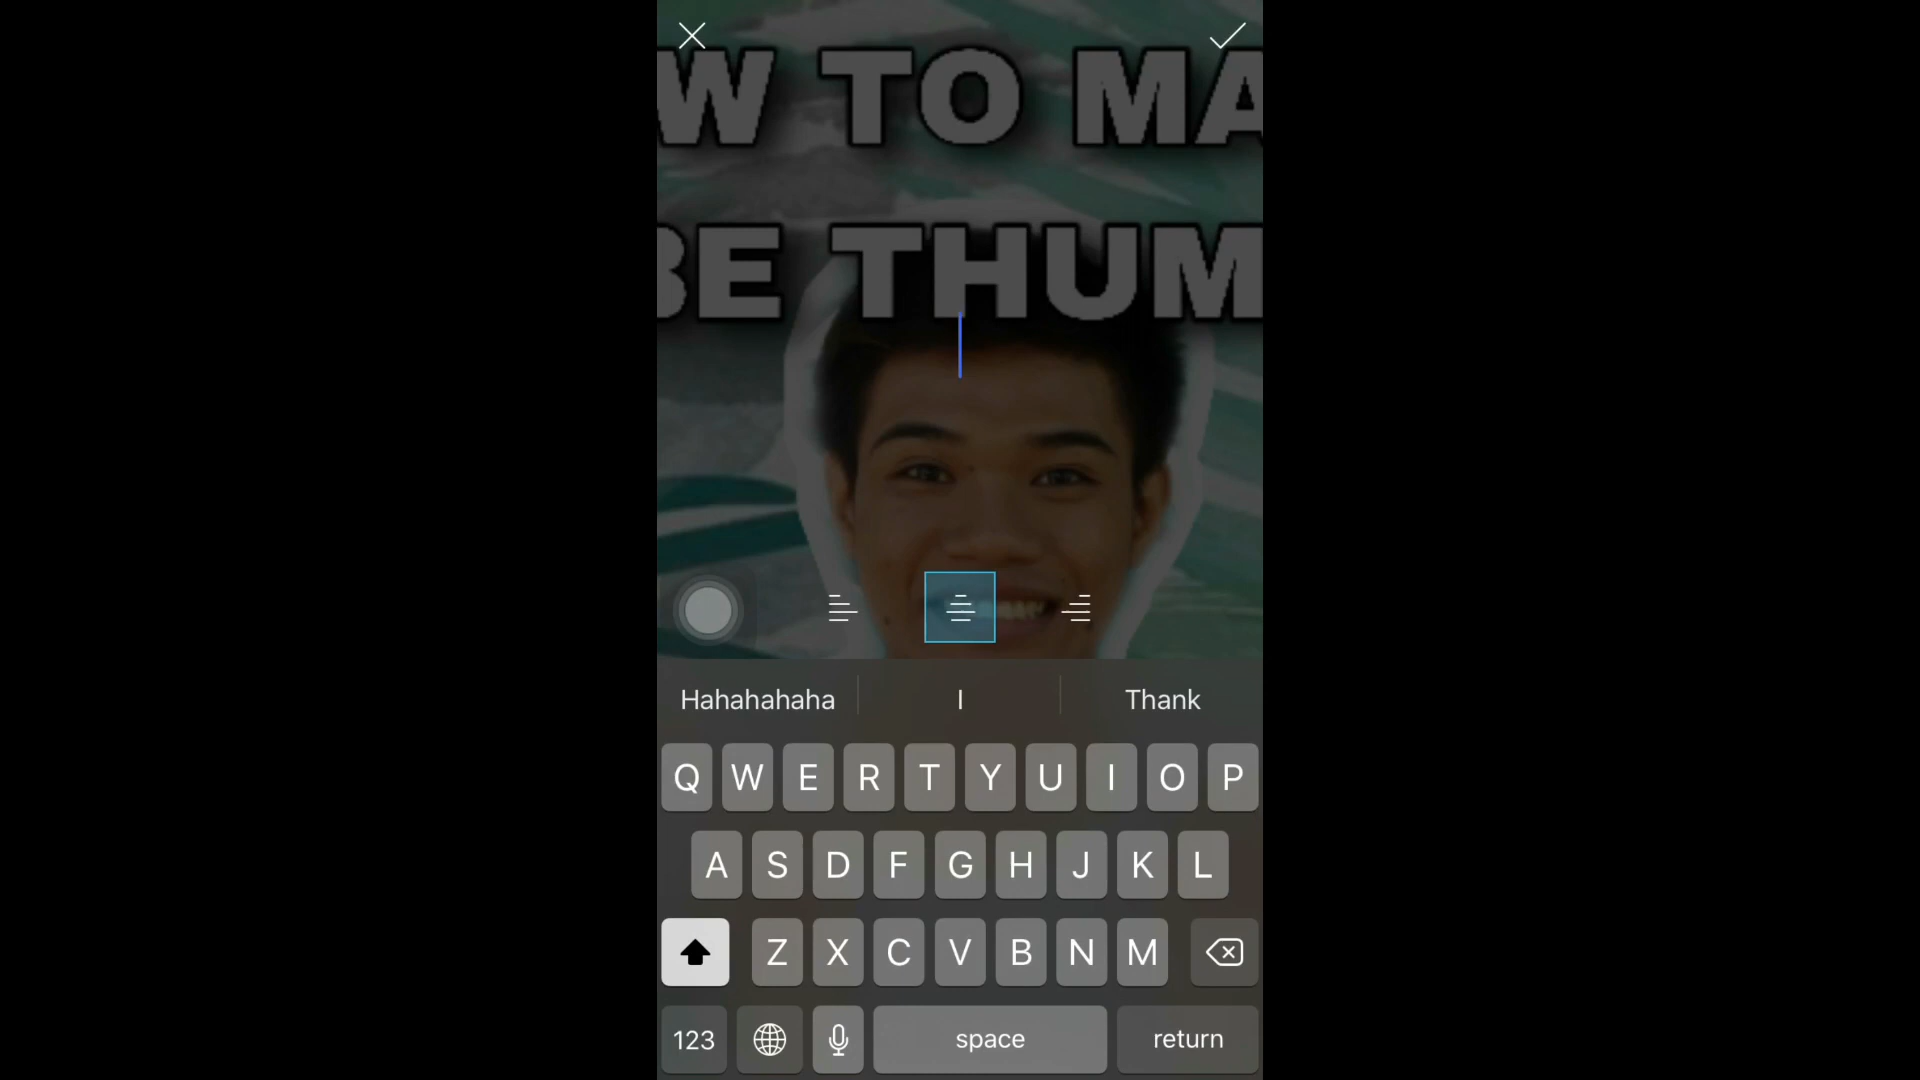 W TO MA
BE THUM
Hahahahaha I Thank
Q W E R T Y U I O P
A S D F G H J K L
Z X C V B N M
123 space return